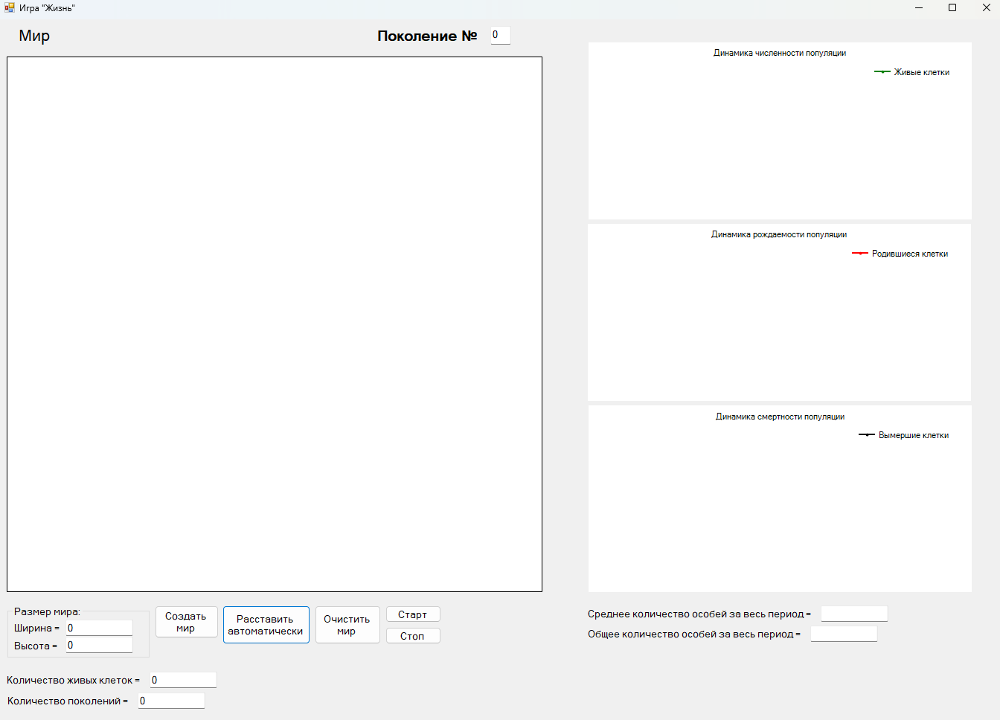 Игра "Жизнь"
Мир
Поколение № 0
Динамика численности популяции
Живые клетки
Динамика рождаемости популяции
Родившиеся клетки
Динамика смертности популяции
Вымершие клетки
Размер мира:
Ширина = 0
Высота = 0
Создать
мир
Расставить
автоматически
Очистить
мир
Старт
Стоп
Количество живых клеток = 0
Количество поколений = 0
Среднее количество особей за весь период =
Общее количество особей за весь период =